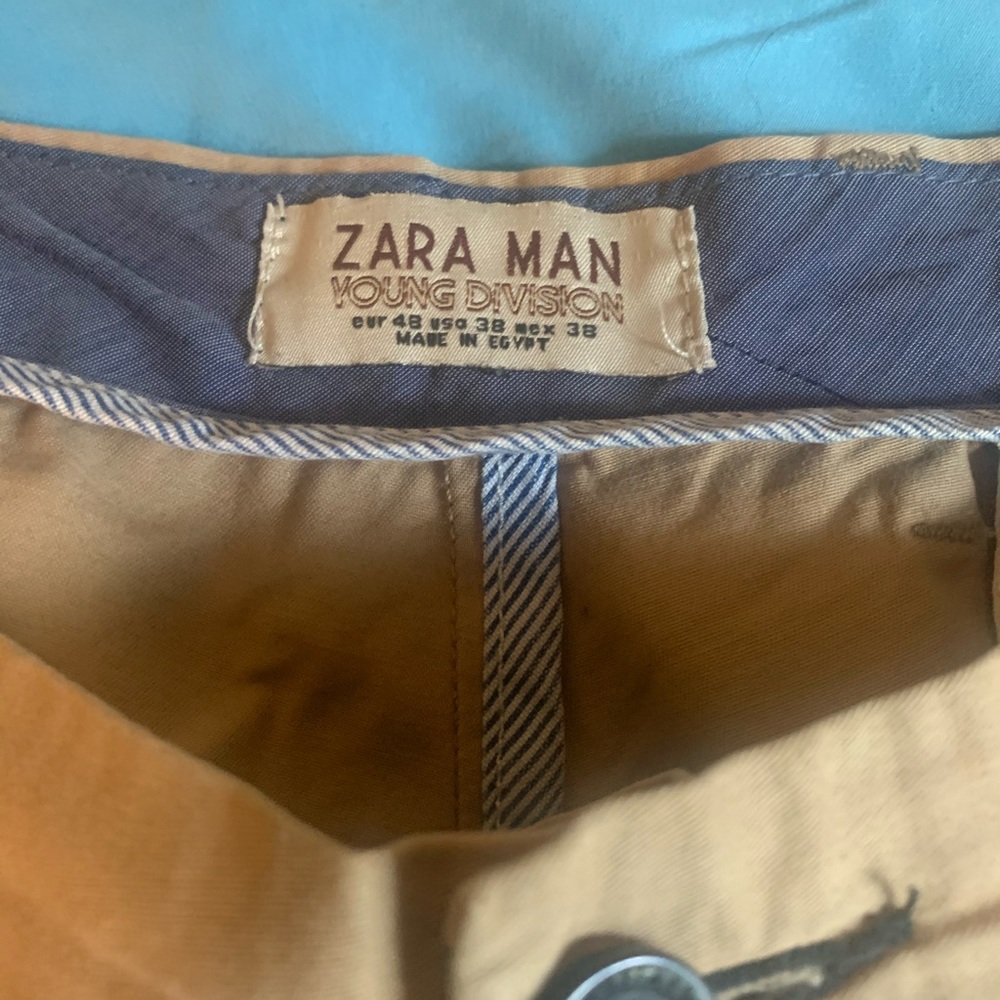 ZARA MAN
YOUNG DIVISION
eur 48 usa 38 mex 38
MADE IN EGYPT